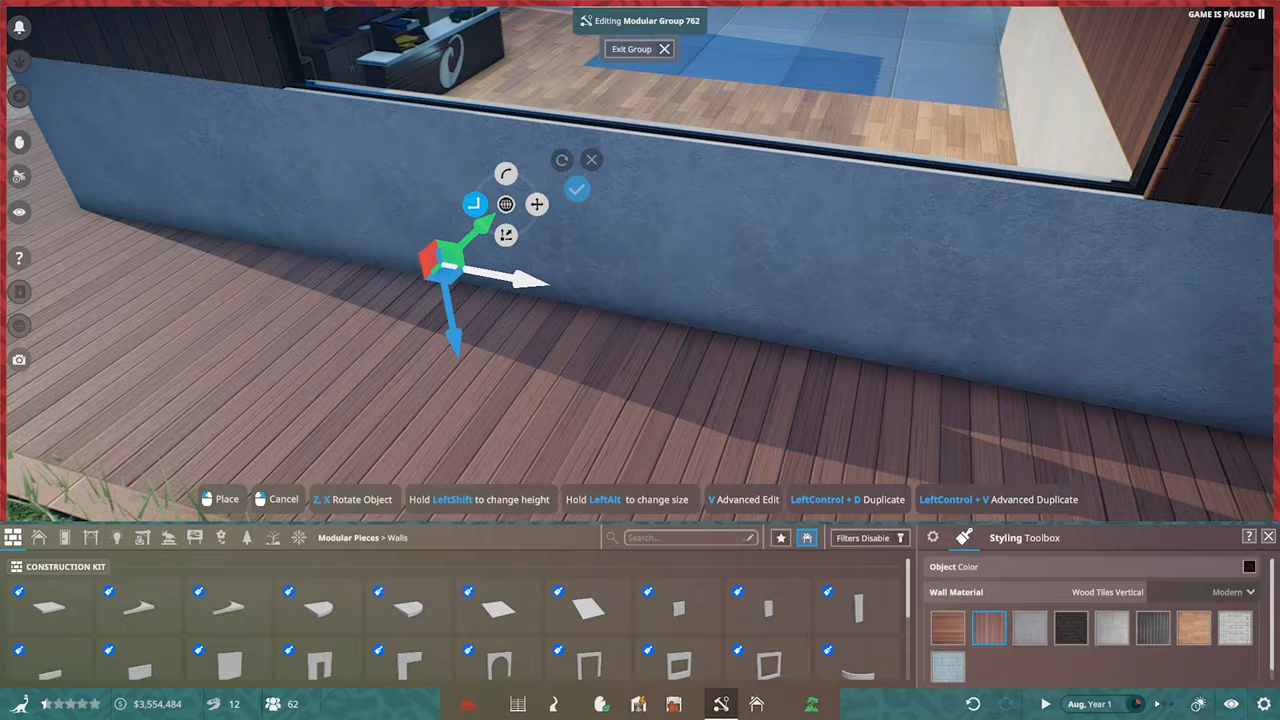 Editing Modular Group 762
GAME IS PAUSED
Exit Group
Place
Cancel
Z, X Rotate Object
Hold LeftShift to change height
Hold LeftAlt to change size
V Advanced Edit
LeftControl + D Duplicate
LeftControl + V Advanced Duplicate
Modular Pieces > Walls
Search...
Filters Disable
Styling Toolbox
?
CONSTRUCTION KIT
Object Color
Wall Material
Wood Tiles Vertical
Modern
$3,554,484
12
62
Aug, Year 1